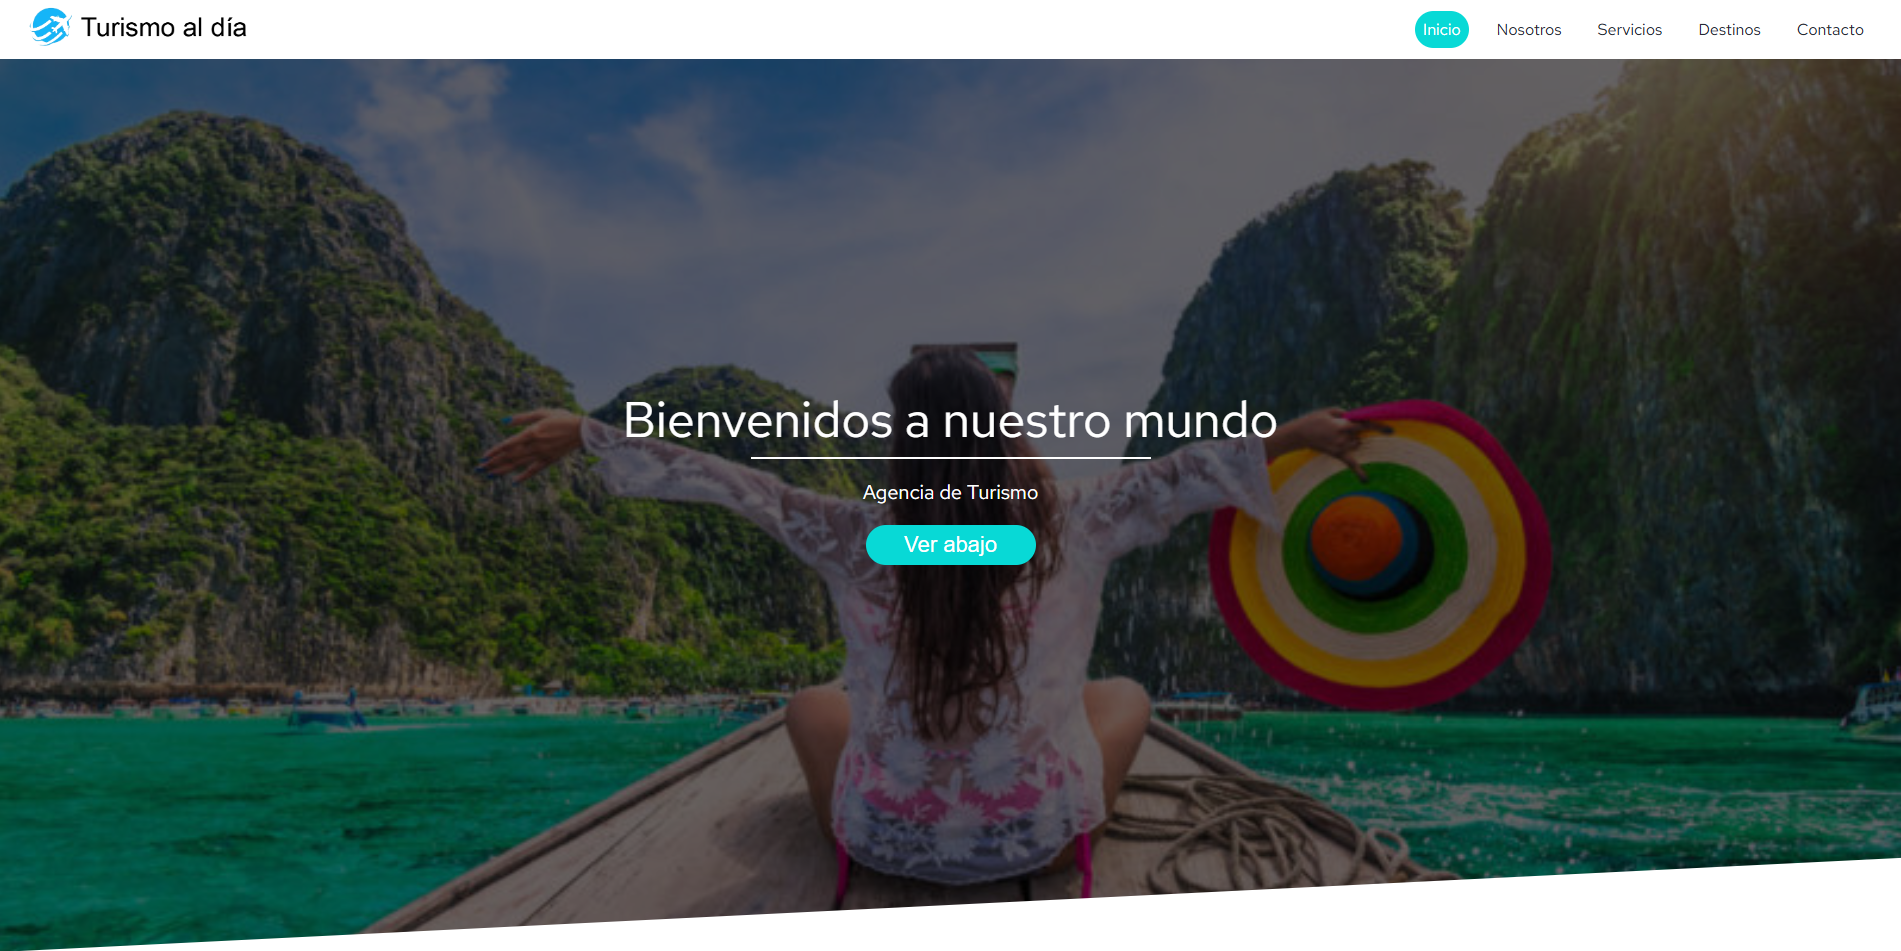 Turismo al día
Inicio Nosotros Servicios Destinos Contacto
Bienvenidos a nuestro mundo
Agencia de Turismo
Ver abajo